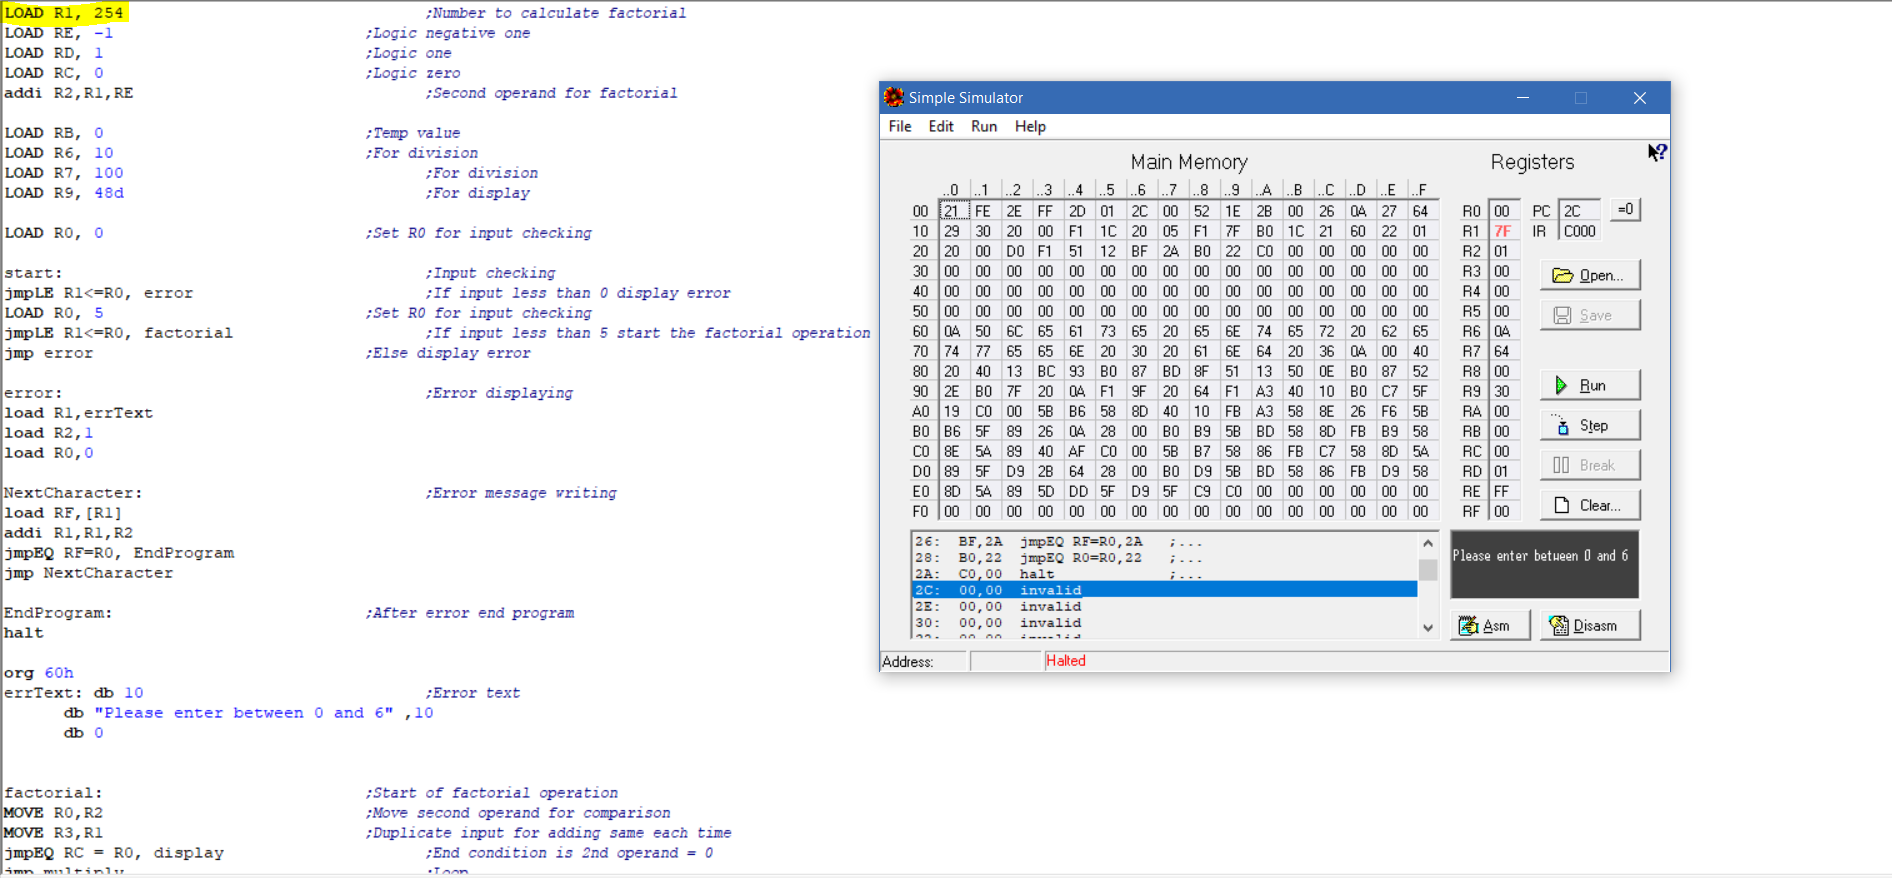 LOAD R1, 254 ;Number to calculate factorial
LOAD RE, -1 ;Logic negative one
LOAD RD, 1 ;Logic one
LOAD RC, 0 ;Logic zero
addi R2,R1,RE ;Second operand for factorial
LOAD RB, 0 ;Temp value
LOAD R6, 10 ;For division
LOAD R7, 100 ;For division
LOAD R9, 48d ;For display
LOAD R0, 0 ;Set R0 for input checking
start: ;Input checking
jmpLE R1<=R0, error ;If input less than 0 display error
LOAD R0, 5 ;Set R0 for input checking
jmpLE R1<=R0, factorial ;If input less than 5 start the factorial operation
jmp error ;Else display error
error: ;Error displaying
load R1,errText
load R2,1
load R0,0
NextCharacter: ;Error message writing
load RF,[R1]
addi R1,R1,R2
jmpEQ RF=R0, EndProgram
jmp NextCharacter
EndProgram: ;After error end program
halt
org 60h
errText: db 10 ;Error text
db "Please enter between 0 and 6" ,10
db 0
factorial: ;Start of factorial operation
MOVE R0,R2 ;Move second operand for comparison
MOVE R3,R1 ;Duplicate input for adding same each time
jmpEQ RC = R0, display ;End condition is 2nd operand = 0
jmp multiply ;Loop
Simple Simulator
File Edit Run Help
Main Memory
..0 ..1 ..2 ..3 ..4 ..5 ..6 ..7 ..8 ..9 ..A ..B ..C ..D ..E ..F
00 21 FE 2E FF 2D 01 2C 00 52 1E 2B 00 26 0A 27 64
10 29 30 20 00 F1 1C 20 05 F1 7F B0 1C 21 60 22 01
20 20 00 D0 F1 51 12 BF 2A B0 22 C0 00 00 00 00 00
30 00 00 00 00 00 00 00 00 00 00 00 00 00 00 00 00
40 00 00 00 00 00 00 00 00 00 00 00 00 00 00 00 00
50 00 00 00 00 00 00 00 00 00 00 00 00 00 00 00 00
60 0A 50 6C 65 61 73 65 20 65 6E 74 65 72 20 62 65
70 74 77 65 65 6E 20 30 20 61 6E 64 20 36 0A 00 40
80 20 40 13 BC 93 B0 87 BD 8F 51 13 50 0E B0 87 52
90 2E B0 7F 20 0A F1 9F 20 64 F1 A3 40 10 B0 C7 5F
A0 19 C0 00 5B B6 58 8D 40 10 FB A3 58 8E 26 F6 5B
B0 B6 5F 89 26 0A 28 00 B0 B9 5B BD 58 8D FB B9 58
C0 8E 5A 89 40 AF C0 00 5B B7 58 86 FB C7 58 8D 5A
D0 89 5F D9 2B 64 28 00 B0 D9 5B BD 58 86 FB D9 58
E0 8D 5A 89 5D DD 5F D9 5F C9 C0 00 00 00 00 00 00
F0 00 00 00 00 00 00 00 00 00 00 00 00 00 00 00 00
26: BF,2A jmpEQ RF=R0,2A ;...
28: B0,22 jmpEQ R0=R0,22 ;...
2A: C0,00 halt ;...
2C: 00,00 invalid
2E: 00,00 invalid
30: 00,00 invalid
32: 00,00 invalid
Address:
Halted
Registers
R0 00
R1 7F
R2 01
R3 00
R4 00
R5 00
R6 0A
R7 64
R8 00
R9 30
RA 00
RB 00
RC 00
RD 01
RE FF
RF 00
PC 2C =0
IR C000
?
Open...
Save
Run
Step
Break
Clear...
Please enter between 0 and 6
Asm
Disasm